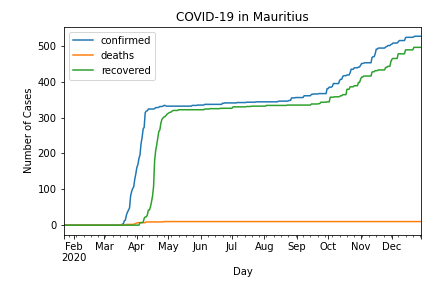 COVID-19 in Mauritius
confirmed
deaths
recovered
Number of Cases
500
400
300
200
100
0
Feb Mar Apr May Jun Jul Aug Sep Oct Nov Dec
2020
Day